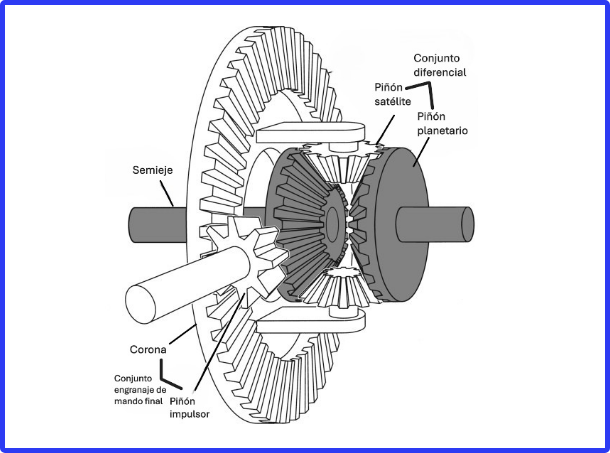 Conjunto
diferencial
Piñón
satélite
Piñón
planetario
Semieje
Corona
Conjunto
engranaje de
mando final
Piñón
impulsor